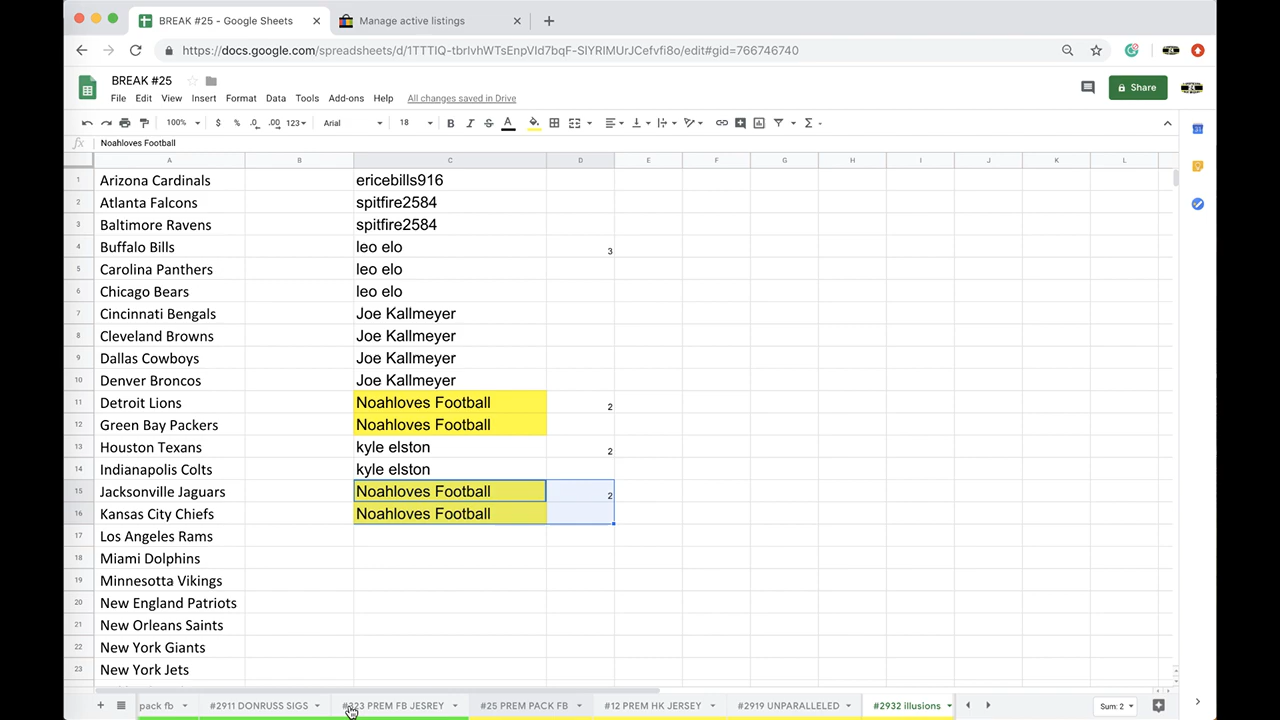 BREAK #25 - Google Sheets
Manage active listings
https://docs.google.com/spreadsheets/d/1TTTIQ-tbrIvhWTsEnpVId7bqF-SlYRIMUrJCefvfi8o/edit#gid=766746740
BREAK #25
File Edit View Insert Format Data Tools Add-ons Help All changes saved in Drive
Share
100% $ % .0 .00 123 Arial 18 B I S A
fx Noahloves Football
A B C D E F G H I J K L
1 Arizona Cardinals ericebills916
2 Atlanta Falcons spitfire2584
3 Baltimore Ravens spitfire2584
4 Buffalo Bills leo elo 3
5 Carolina Panthers leo elo
6 Chicago Bears leo elo
7 Cincinnati Bengals Joe Kallmeyer
8 Cleveland Browns Joe Kallmeyer
9 Dallas Cowboys Joe Kallmeyer
10 Denver Broncos Joe Kallmeyer
11 Detroit Lions Noahloves Football 2
12 Green Bay Packers Noahloves Football
13 Houston Texans kyle elston 2
14 Indianapolis Colts kyle elston
15 Jacksonville Jaguars Noahloves Football 2
16 Kansas City Chiefs Noahloves Football
17 Los Angeles Rams
18 Miami Dolphins
19 Minnesota Vikings
20 New England Patriots
21 New Orleans Saints
22 New York Giants
23 New York Jets
pack fb #2911 DONRUSS SIGS #323 PREM FB JESREY #25 PREM PACK FB #12 PREM HK JERSEY #2919 UNPARALLED #2932 illusions Sum: 2